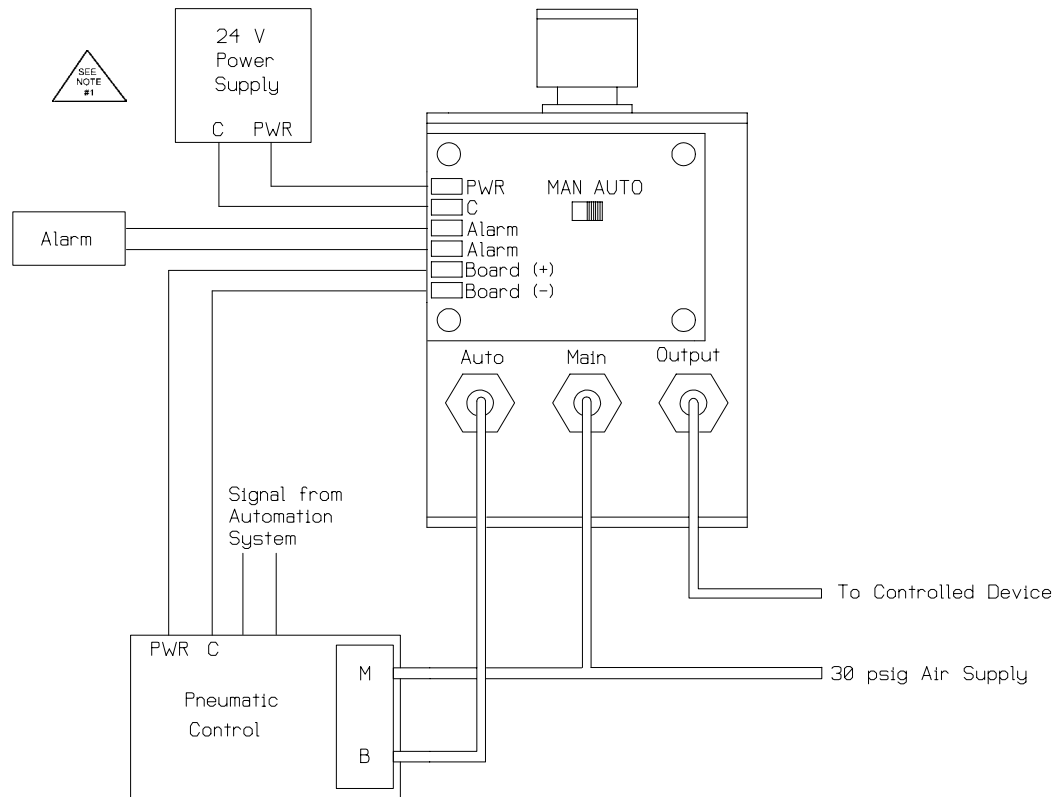 24 V
Power
Supply
C PWR
SEE
NOTE
#1
PWR
C
Alarm
Alarm
Board (+)
Board (-)
MAN AUTO
Alarm
Auto Main Output
Signal from
Automation
System
To Controlled Device
PWR C
M
30 psig Air Supply
Pneumatic
Control
B